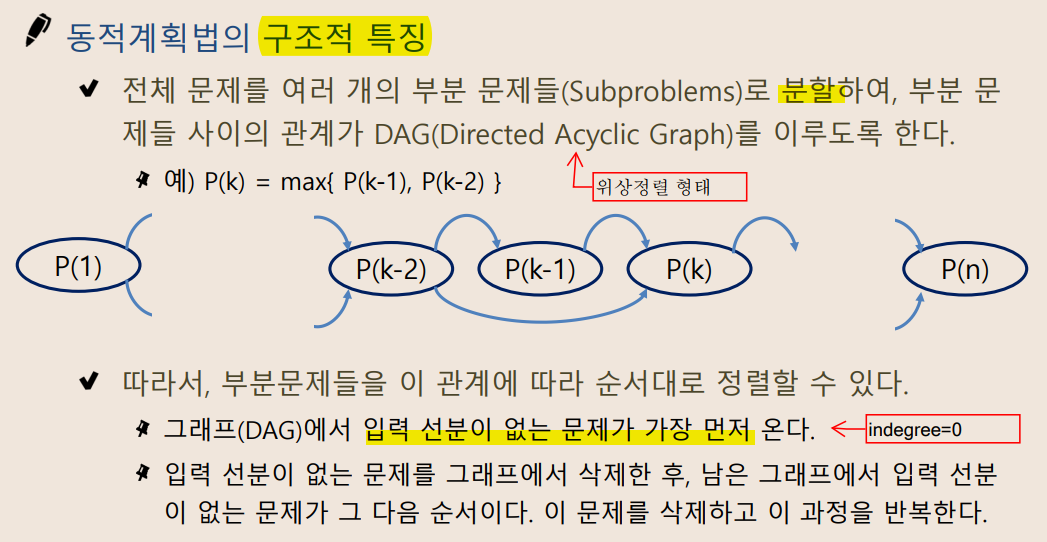 동적계획법의 구조적 특징
전체 문제를 여러 개의 부분 문제들(Subproblems)로 분할하여, 부분 문
제들 사이의 관계가 DAG(Directed Acyclic Graph)를 이루도록 한다.
예) P(k) = max{ P(k-1), P(k-2) }
위상정렬 형태
P(1)
P(k-2)
P(k-1)
P(k)
P(n)
따라서, 부분문제들을 이 관계에 따라 순서대로 정렬할 수 있다.
그래프(DAG)에서 입력 선분이 없는 문제가 가장 먼저 온다.
indegree=0
입력 선분이 없는 문제를 그래프에서 삭제한 후, 남은 그래프에서 입력 선분
이 없는 문제가 그 다음 순서이다. 이 문제를 삭제하고 이 과정을 반복한다.